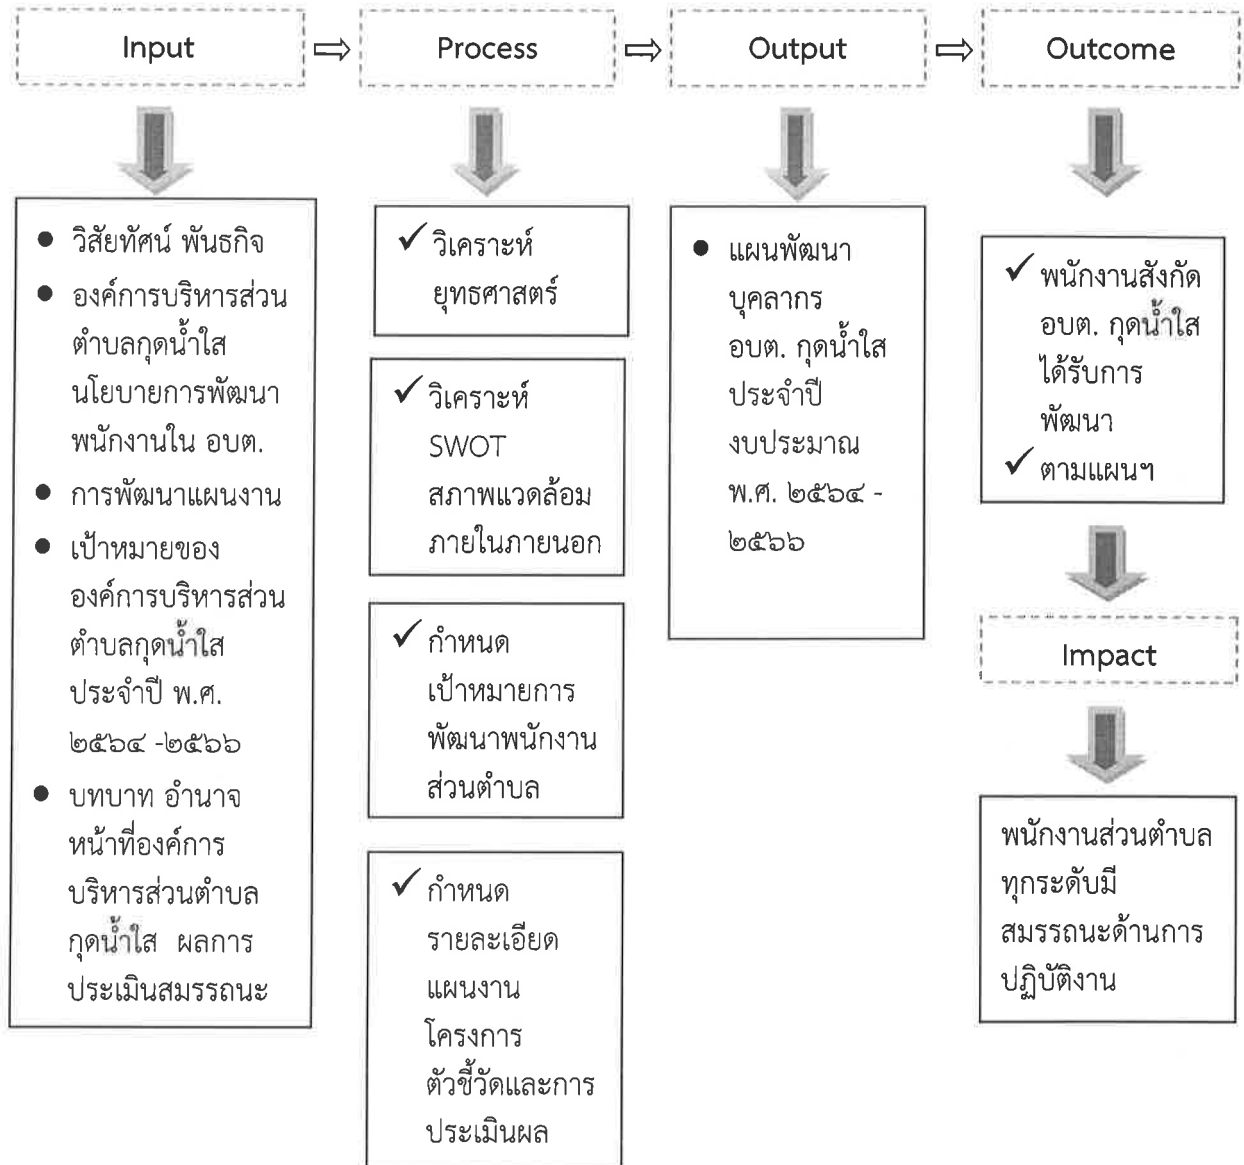 Input
Process
Output
Outcome
● วิสัยทัศน์ พันธกิจ
● องค์การบริหารส่วน
ตำบลกุดน้ำใส
นโยบายการพัฒนา
พนักงานใน อบต.
● การพัฒนาแผนงาน
● เป้าหมายของ
องค์การบริหารส่วน
ตำบลกุดน้ำใส
ประจำปี พ.ศ.
๒๕๖๔ -๒๕๖๖
● บทบาท อำนาจ
หน้าที่องค์การ
บริหารส่วนตำบล
กุดน้ำใส ผลการ
ประเมินสมรรถนะ
✓ วิเคราะห์
ยุทธศาสตร์
✓ วิเคราะห์
SWOT
สภาพแวดล้อม
ภายในภายนอก
✓ กำหนด
เป้าหมายการ
พัฒนาพนักงาน
ส่วนตำบล
✓ กำหนด
รายละเอียด
แผนงาน
โครงการ
ตัวชี้วัดและการ
ประเมินผล
● แผนพัฒนา
บุคลากร
อบต. กุดน้ำใส
ประจำปี
งบประมาณ
พ.ศ. ๒๕๖๔ -
๒๕๖๖
✓ พนักงานสังกัด
อบต. กุดน้ำใส
ได้รับการ
พัฒนา
✓ ตามแผนฯ
Impact
พนักงานส่วนตำบล
ทุกระดับมี
สมรรถนะด้านการ
ปฏิบัติงาน